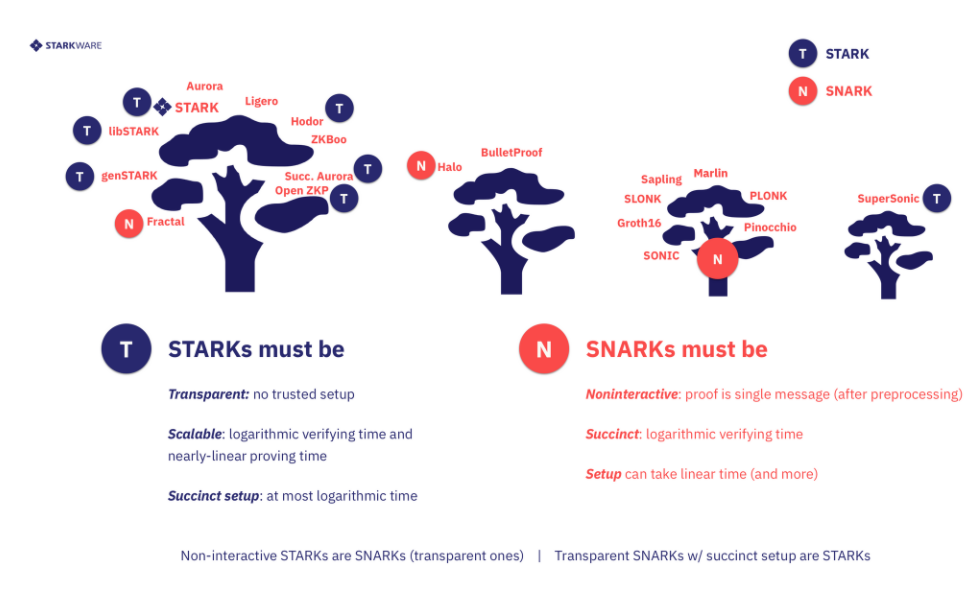 STARKWARE
T STARK
N SNARK
Aurora
T STARK
Ligero
T
Hodor
T libSTARK
ZKBoo
T genSTARK
Succ. Aurora T
Open ZKP T
N Fractal
N Halo
BulletProof
Sapling
Marlin
SLONK
PLONK
Groth16
Pinocchio
SONIC
N
SuperSonic T
T STARKs must be
Transparent: no trusted setup
Scalable: logarithmic verifying time and
nearly-linear proving time
Succinct setup: at most logarithmic time
N SNARKs must be
Noninteractive: proof is single message (after preprocessing)
Succinct: logarithmic verifying time
Setup can take linear time (and more)
Non-interactive STARKs are SNARKs (transparent ones) | Transparent SNARKs w/ succinct setup are STARKs